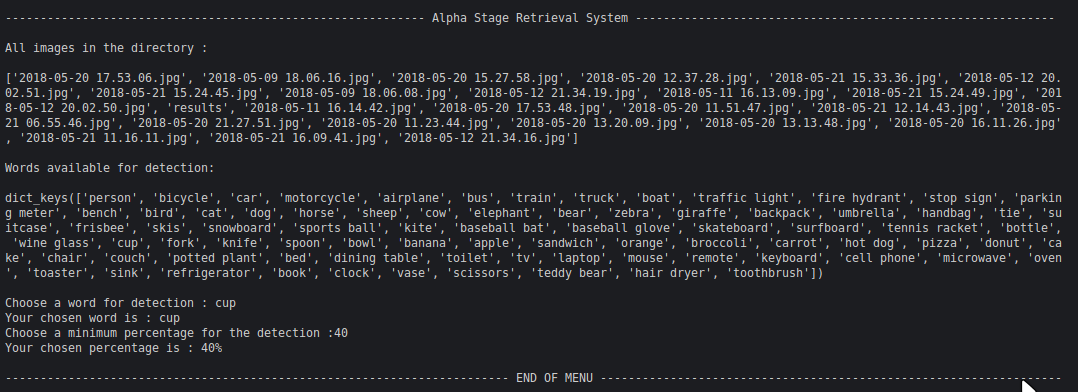 ------------------------------------------------------------ Alpha Stage Retrieval System ------------------------------------------------------------
All images in the directory :
['2018-05-20 17.53.06.jpg', '2018-05-09 18.06.16.jpg', '2018-05-20 15.27.58.jpg', '2018-05-20 12.37.28.jpg', '2018-05-21 15.33.36.jpg', '2018-05-12 20.
02.51.jpg', '2018-05-21 15.24.45.jpg', '2018-05-09 18.06.08.jpg', '2018-05-12 21.34.19.jpg', '2018-05-11 16.13.09.jpg', '2018-05-21 15.24.49.jpg', '201
8-05-12 20.02.50.jpg', 'results', '2018-05-11 16.14.42.jpg', '2018-05-20 17.53.48.jpg', '2018-05-20 11.51.47.jpg', '2018-05-21 12.14.43.jpg', '2018-05-
21 06.55.46.jpg', '2018-05-20 21.27.51.jpg', '2018-05-20 11.23.44.jpg', '2018-05-20 13.20.09.jpg', '2018-05-20 13.13.48.jpg', '2018-05-20 16.11.26.jpg'
, '2018-05-21 11.16.11.jpg', '2018-05-21 16.09.41.jpg', '2018-05-12 21.34.16.jpg']
Words available for detection:
dict_keys(['person', 'bicycle', 'car', 'motorcycle', 'airplane', 'bus', 'train', 'truck', 'boat', 'traffic light', 'fire hydrant', 'stop sign', 'parkin
g meter', 'bench', 'bird', 'cat', 'dog', 'horse', 'sheep', 'cow', 'elephant', 'bear', 'zebra', 'giraffe', 'backpack', 'umbrella', 'handbag', 'tie', 'su
itcase', 'frisbee', 'skis', 'snowboard', 'sports ball', 'kite', 'baseball bat', 'baseball glove', 'skateboard', 'surfboard', 'tennis racket', 'bottle',
'wine glass', 'cup', 'fork', 'knife', 'spoon', 'bowl', 'banana', 'apple', 'sandwich', 'orange', 'broccoli', 'carrot', 'hot dog', 'pizza', 'donut', 'ca
ke', 'chair', 'couch', 'potted plant', 'bed', 'dining table', 'toilet', 'tv', 'laptop', 'mouse', 'remote', 'keyboard', 'cell phone', 'microwave', 'oven
', 'toaster', 'sink', 'refrigerator', 'book', 'clock', 'vase', 'scissors', 'teddy bear', 'hair dryer', 'toothbrush'])
Choose a word for detection : cup
Your chosen word is : cup
Choose a minimum percentage for the detection :40
Your chosen percentage is : 40%
------------------------------------------------------------------------ END OF MENU ------------------------------------------------------------------